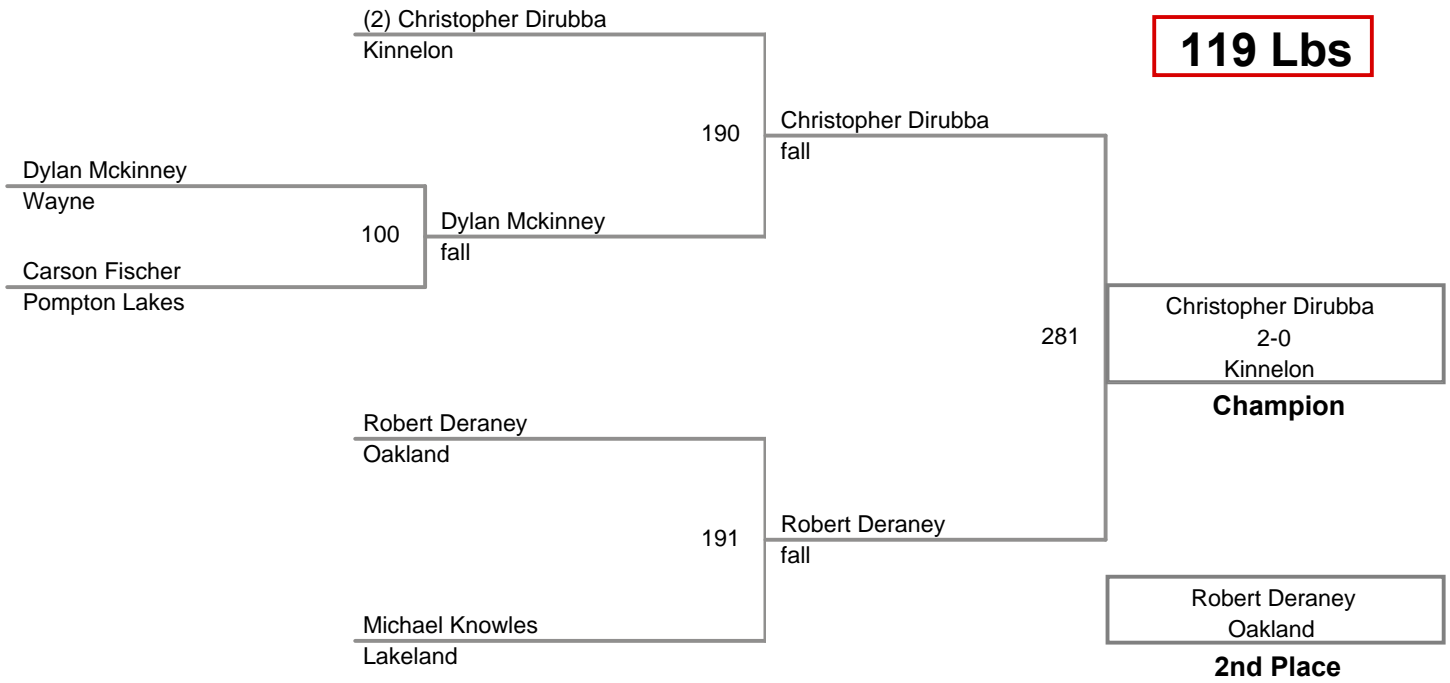 (2) Christopher Dirubba
Kinnelon
119 Lbs
190
Christopher Dirubba
fall
Dylan Mckinney
Wayne
100
Dylan Mckinney
fall
Carson Fischer
Pompton Lakes
281
Christopher Dirubba
2-0
Kinnelon
Champion
Robert Deraney
Oakland
191
Robert Deraney
fall
Michael Knowles
Lakeland
Robert Deraney
Oakland
2nd Place